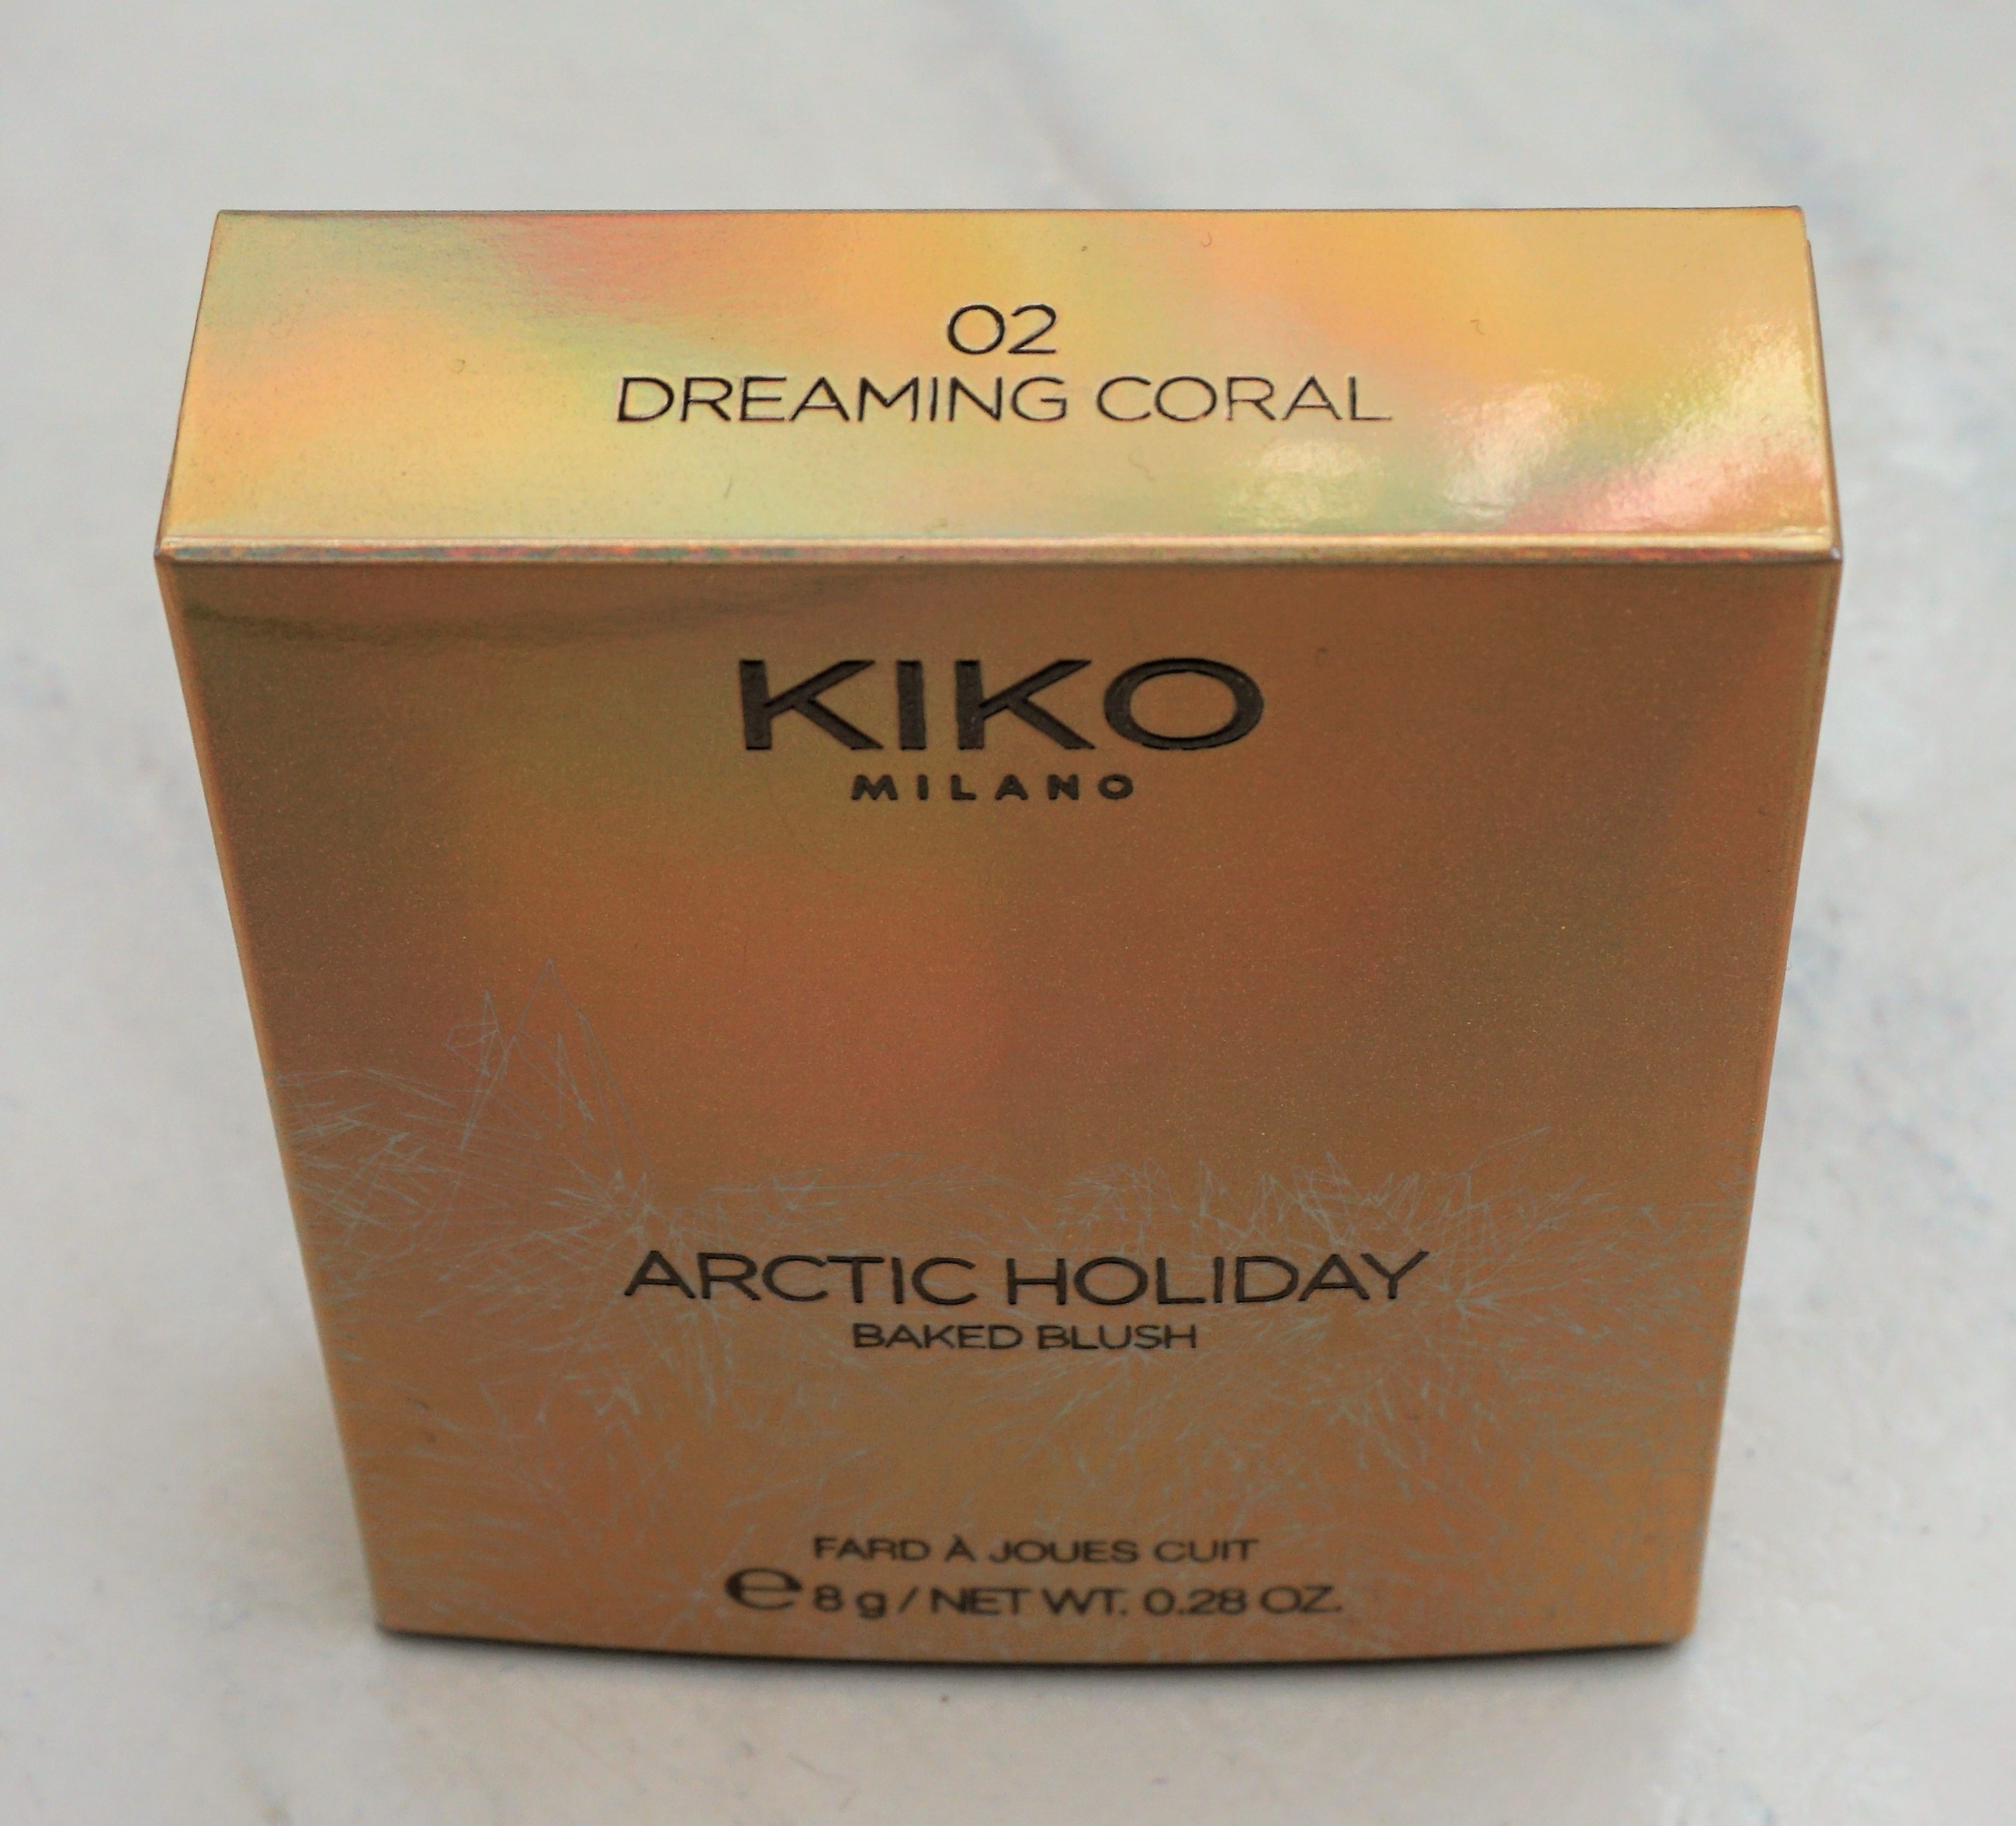 02
DREAMING CORAL
KIKO
MILANO
ARCTIC HOLIDAY
BAKED BLUSH
FARD À JOUES CUIT
℮ 8 g / NET WT. 0.28 OZ.